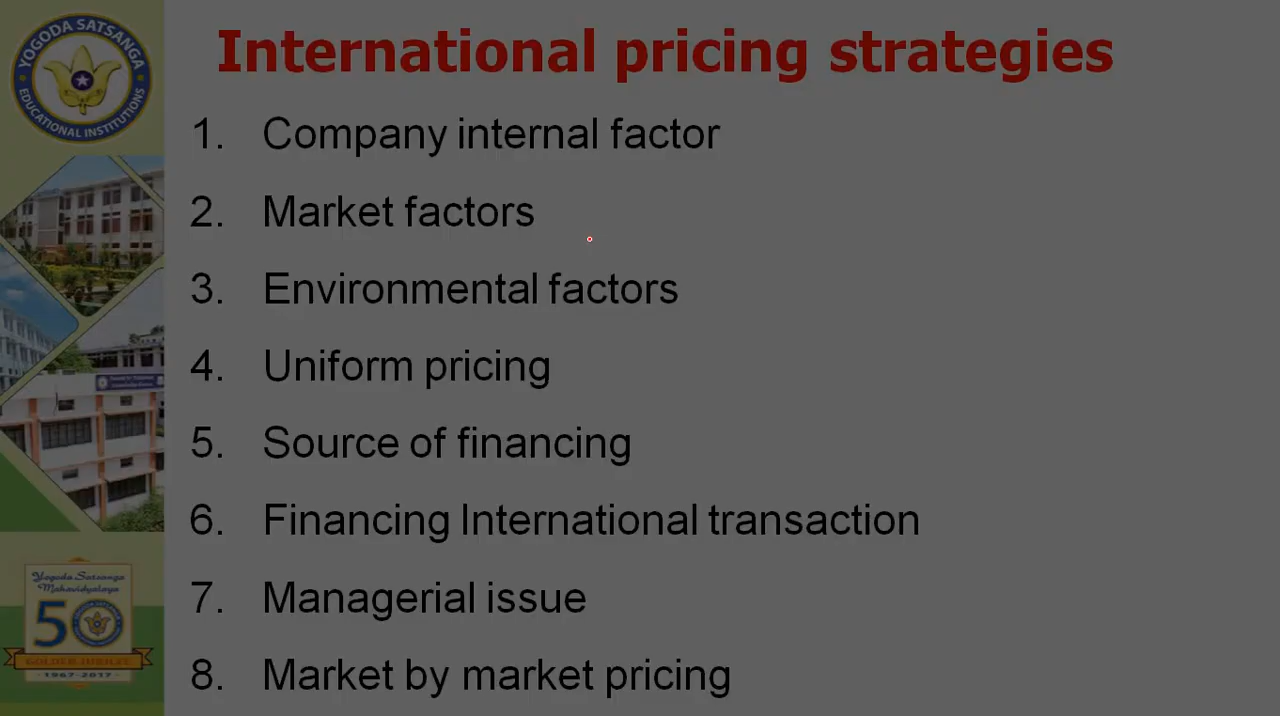 International pricing strategies
1. Company internal factor
2. Market factors
3. Environmental factors
4. Uniform pricing
5. Source of financing
6. Financing International transaction
7. Managerial issue
8. Market by market pricing
YOGODA SATSANGA
EDUCATIONAL INSTITUTIONS
Yogoda Satsanga
Mahavidyalaya
50
GOLDEN JUBILEE
1967-2017